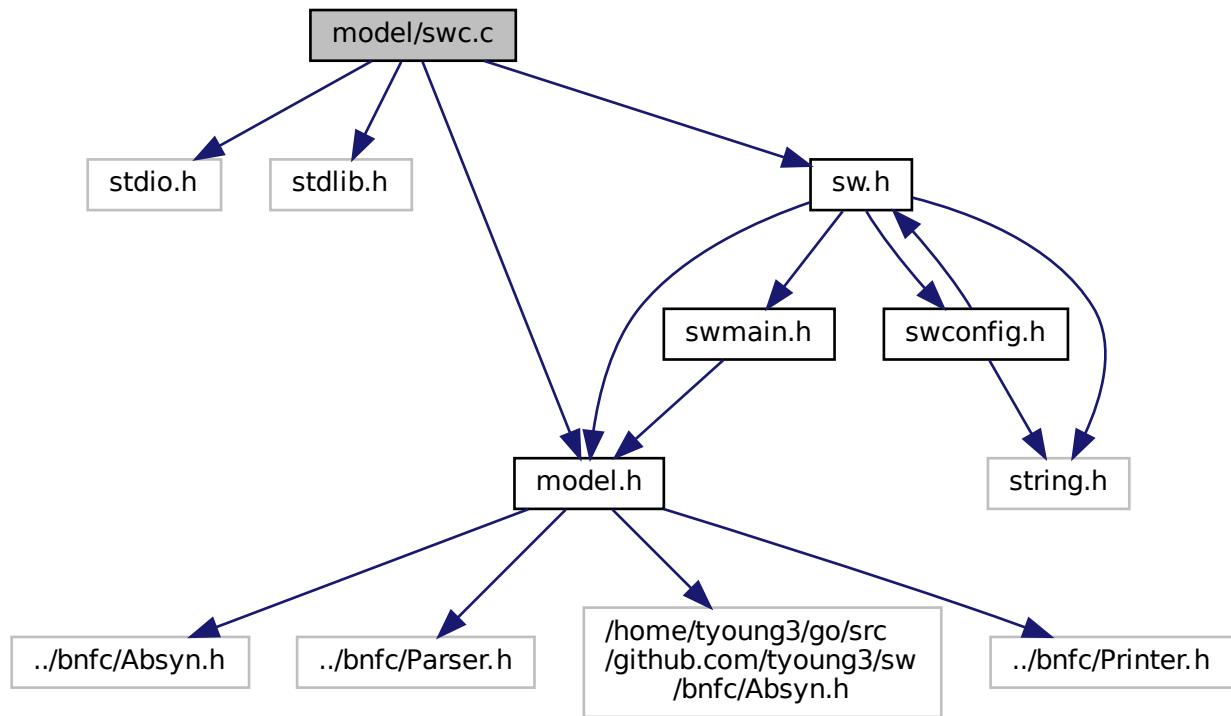 model/swc.c
stdio.h
stdlib.h
sw.h
swmain.h
swconfig.h
model.h
string.h
../bnfc/Absyn.h
../bnfc/Parser.h
/home/tyoung3/go/src
/github.com/tyoung3/sw
/bnfc/Absyn.h
../bnfc/Printer.h